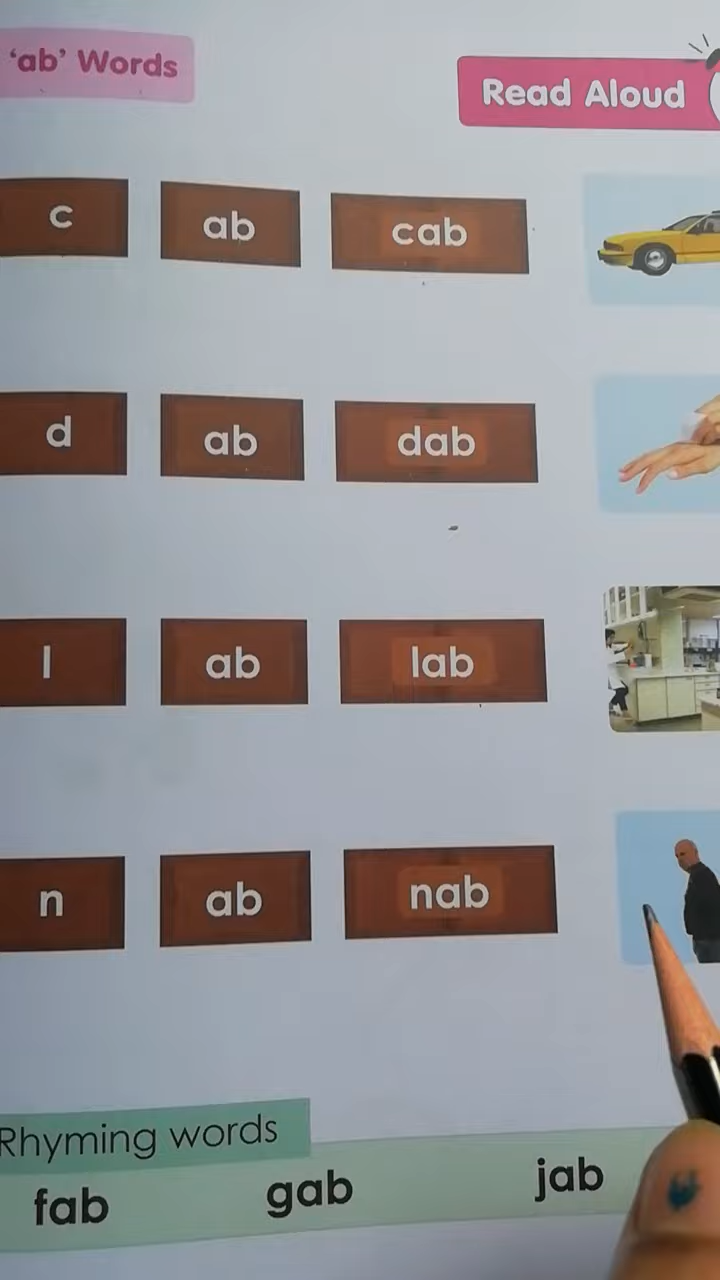 'ab' Words
Read Aloud
c ab cab
d ab dab
l ab lab
n ab nab
Rhyming words
fab gab jab